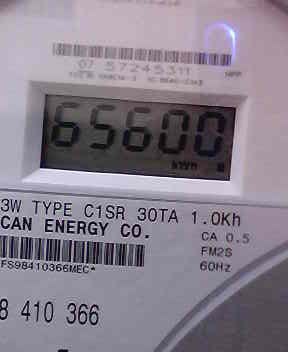 07 57245311
65600
kWh
3W TYPE C1SR 30TA 1.0Kh
CAN ENERGY CO.
CA 0.5
FM2S
60Hz
FS98410366MEC*
8 410 366